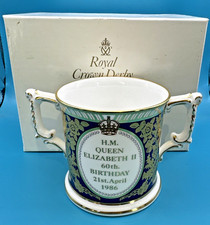 Royal
Crown Derby
H.M.
QUEEN
ELIZABETH II
60th.
BIRTHDAY
21st. April
1986